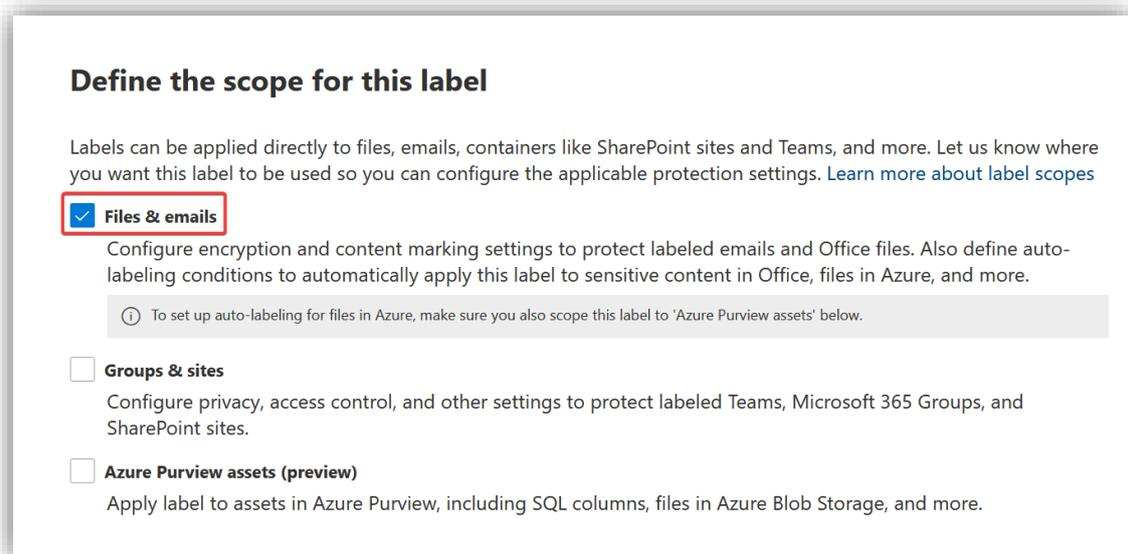 Define the scope for this label
Labels can be applied directly to files, emails, containers like SharePoint sites and Teams, and more. Let us know where
you want this label to be used so you can configure the applicable protection settings. Learn more about label scopes
Files & emails
Configure encryption and content marking settings to protect labeled emails and Office files. Also define auto-
labeling conditions to automatically apply this label to sensitive content in Office, files in Azure, and more.
To set up auto-labeling for files in Azure, make sure you also scope this label to 'Azure Purview assets' below.
Groups & sites
Configure privacy, access control, and other settings to protect labeled Teams, Microsoft 365 Groups, and
SharePoint sites.
Azure Purview assets (preview)
Apply label to assets in Azure Purview, including SQL columns, files in Azure Blob Storage, and more.